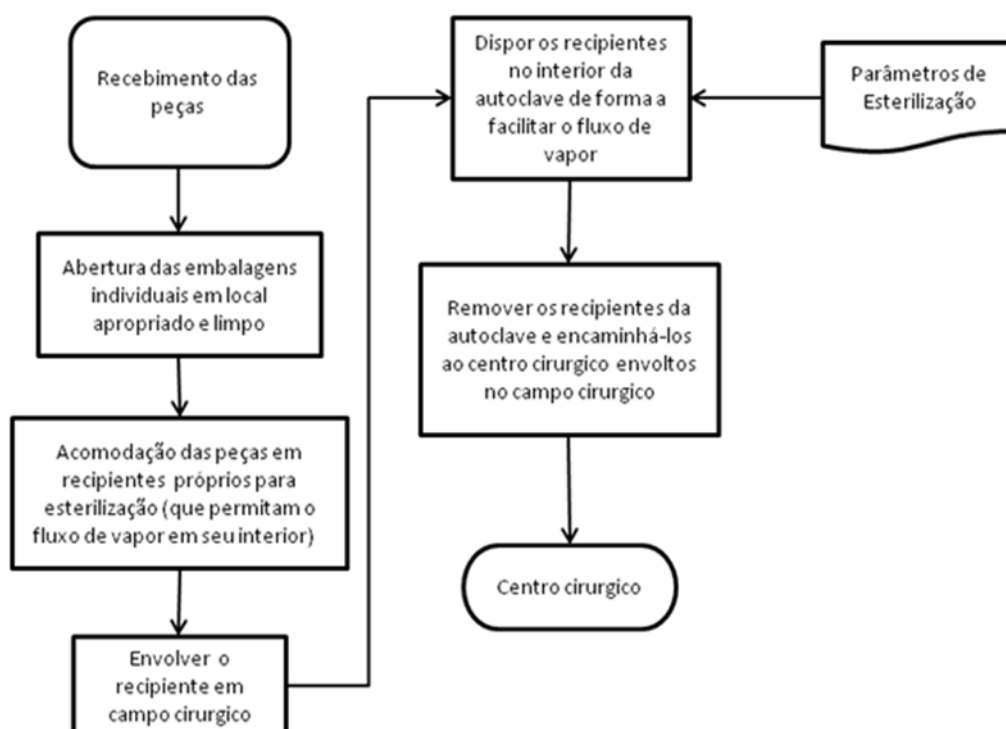 Recebimento das
peças
Abertura das embalagens
individuais em local
apropriado e limpo
Acomodação das peças em
recipientes próprios para
esterilização (que permitam o
fluxo de vapor em seu interior)
Envolver o
recipiente em
campo cirurgico
Dispor os recipientes
no interior da
autoclave de forma a
facilitar o fluxo de
vapor
Parâmetros de
Esterilização
Remover os recipientes da
autoclave e encaminhá-los
ao centro cirurgico envoltos
no campo cirurgico
Centro cirurgico